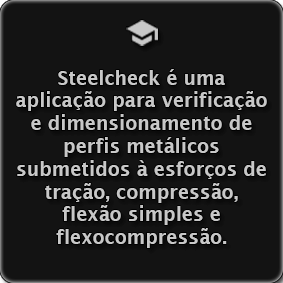 Steelcheck é uma
aplicação para verificação
e dimensionamento de
perfis metálicos
submetidos à esforços de
tração, compressão,
flexão simples e
flexocompressão.